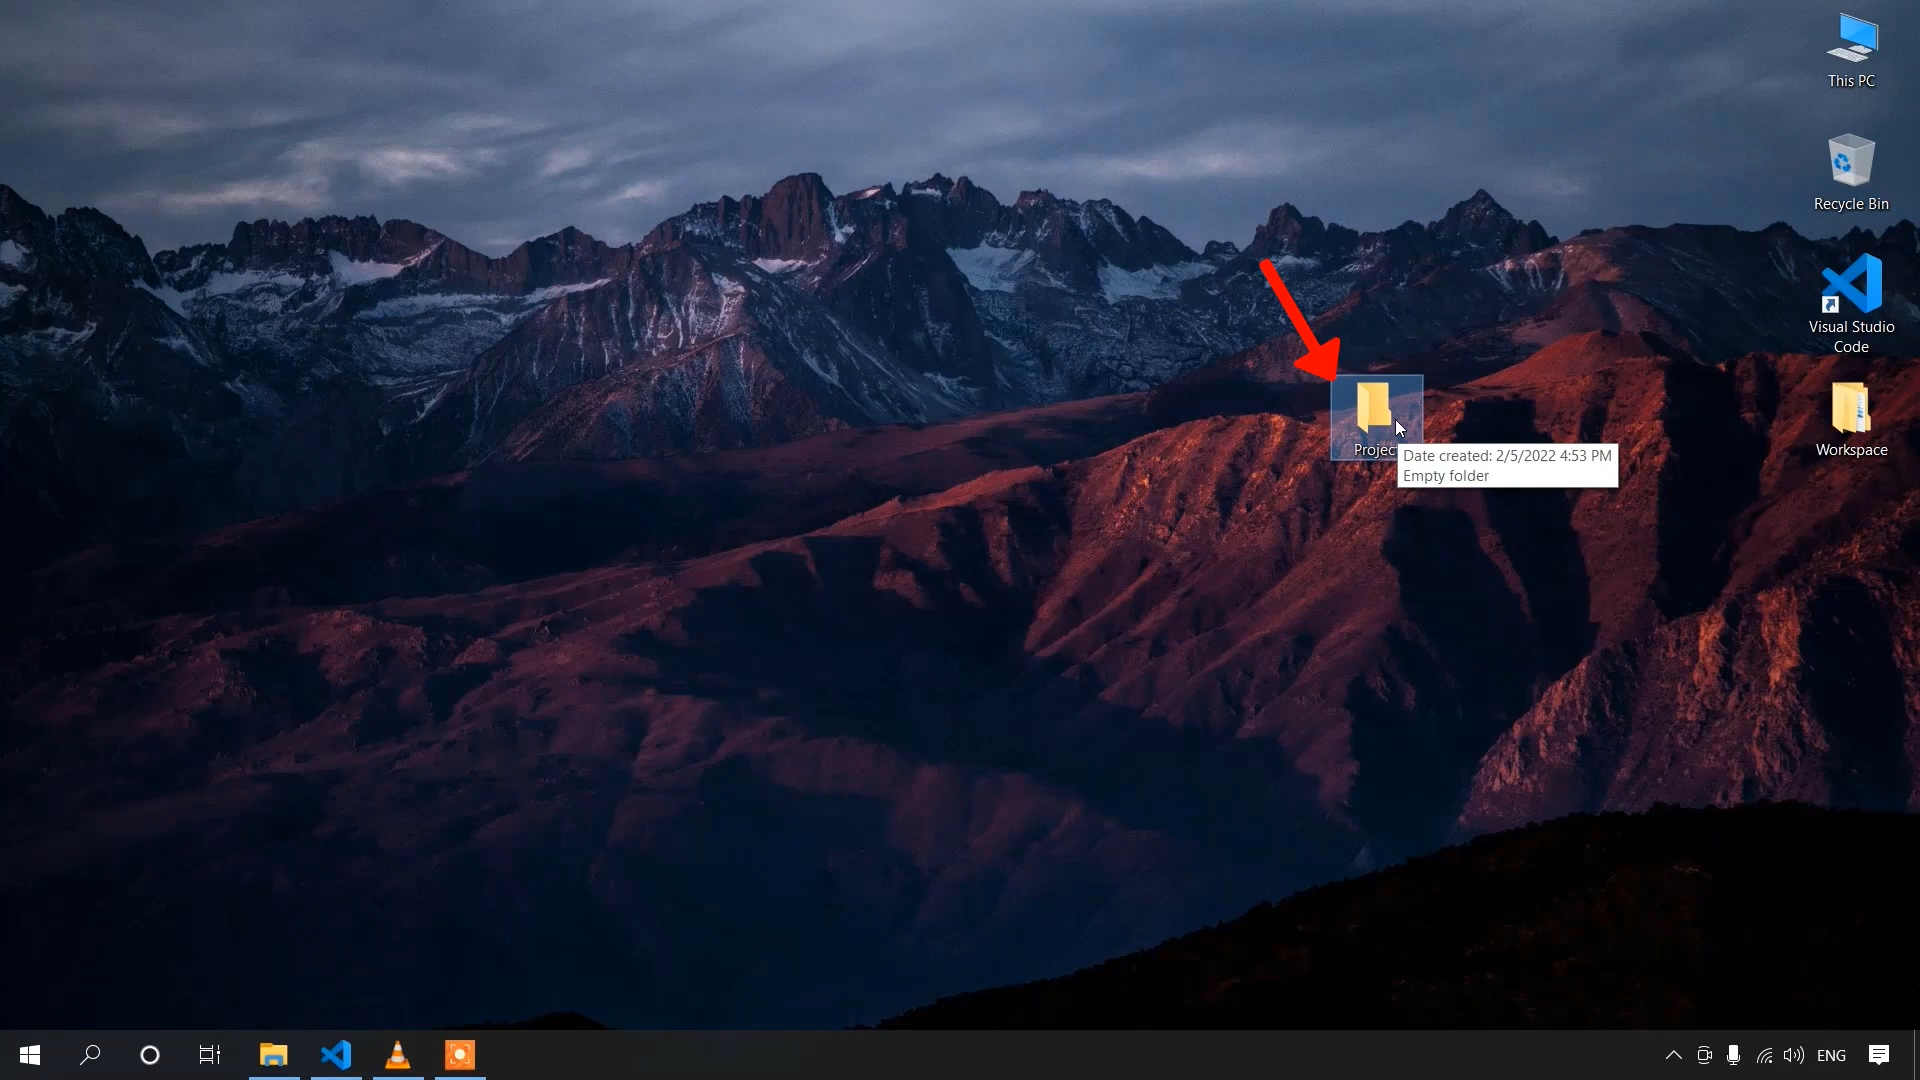 This PC
Recycle Bin
Visual Studio
Code
Workspace
Project
Date created: 2/5/2022 4:53 PM
Empty folder
ENG